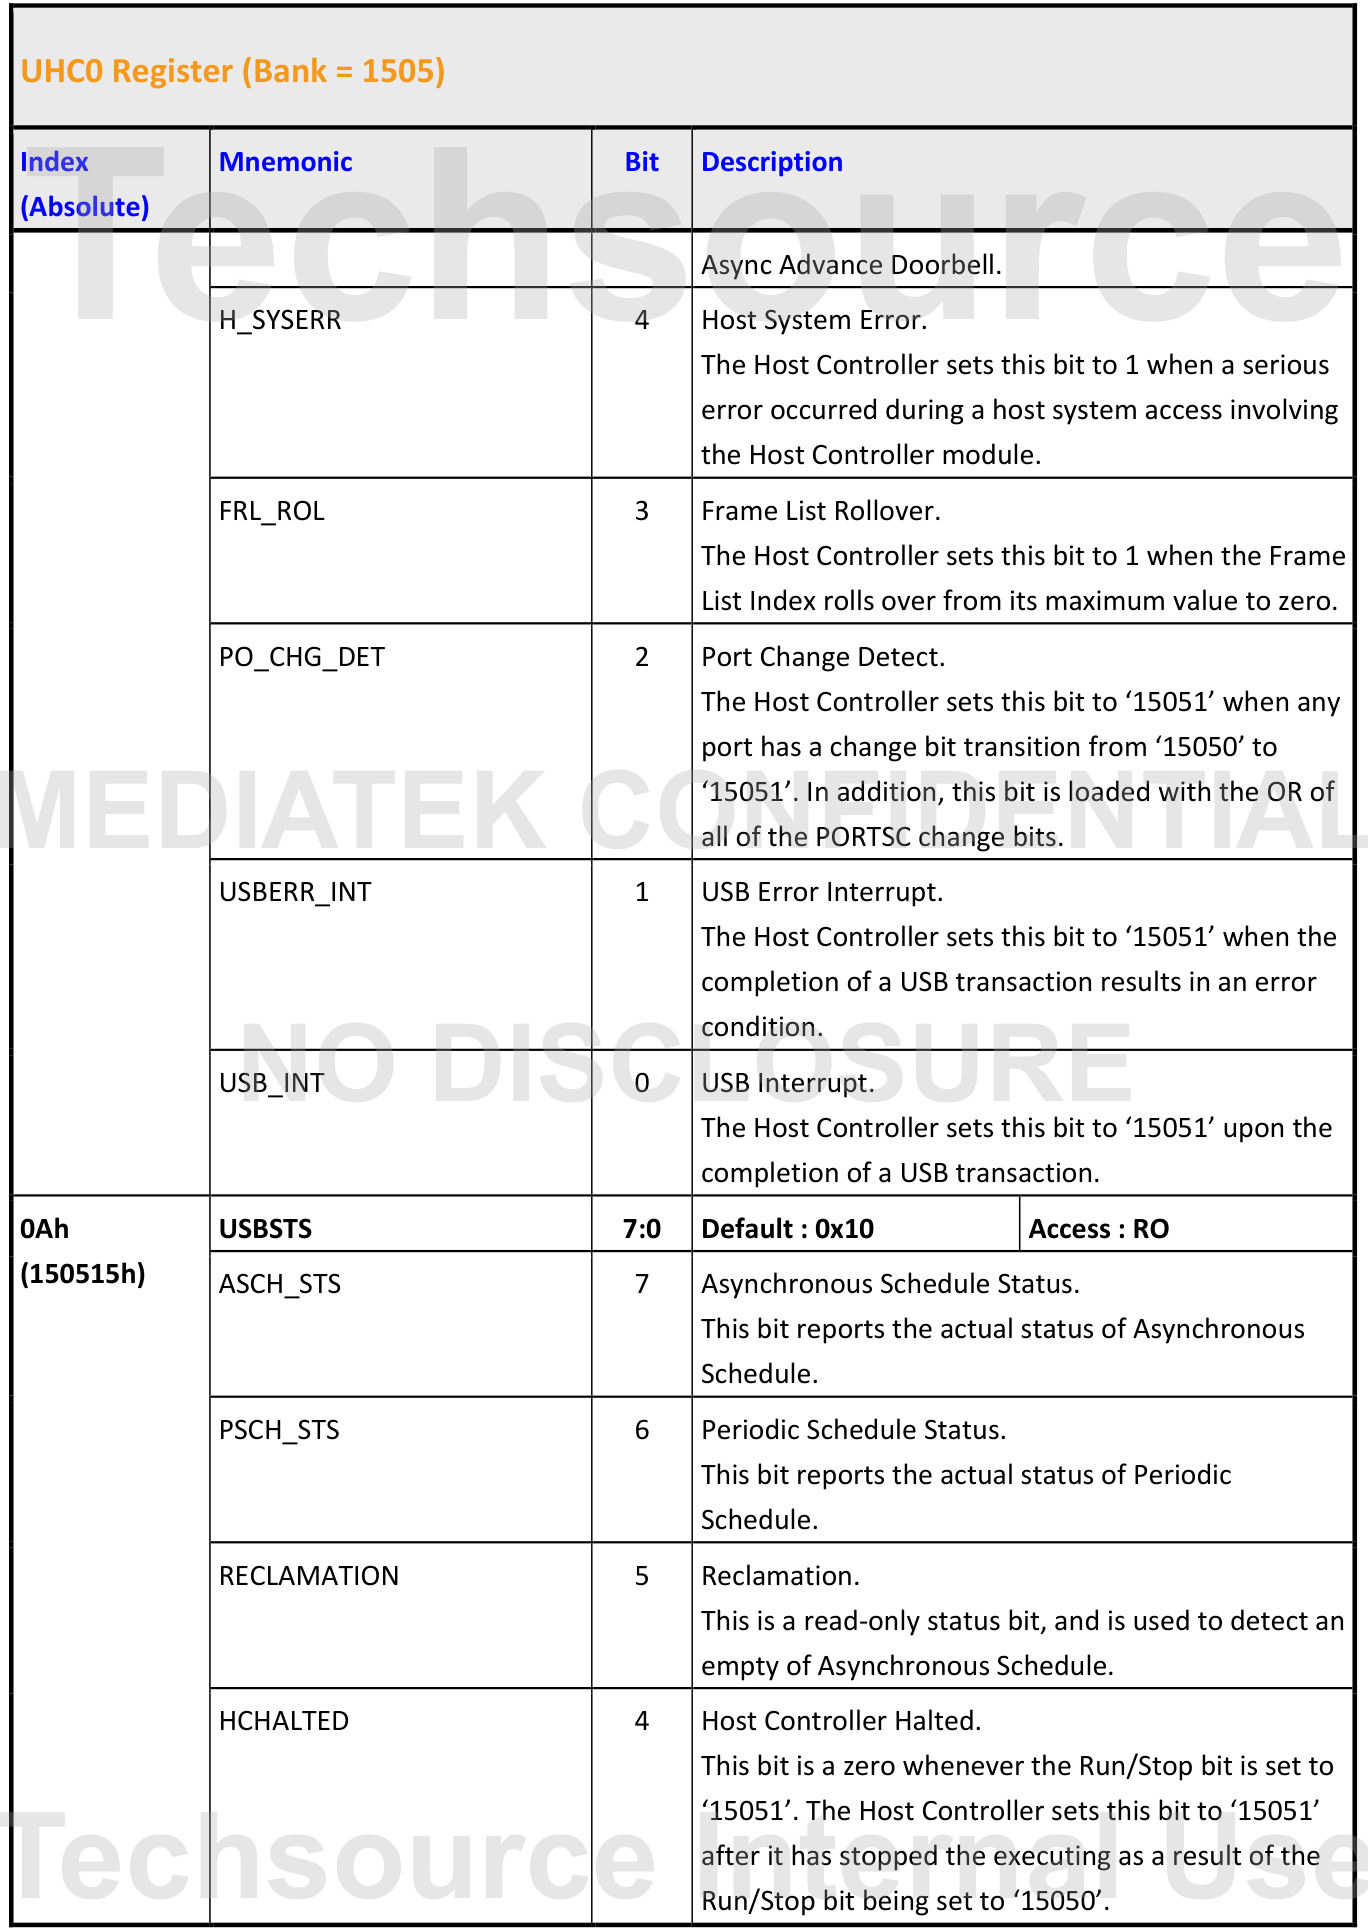 UHC0 Register (Bank = 1505)
Index (Absolute) Mnemonic Bit Description
Async Advance Doorbell.
H_SYSERR 4 Host System Error.
The Host Controller sets this bit to 1 when a serious
error occurred during a host system access involving
the Host Controller module.
FRL_ROL 3 Frame List Rollover.
The Host Controller sets this bit to 1 when the Frame
List Index rolls over from its maximum value to zero.
PO_CHG_DET 2 Port Change Detect.
The Host Controller sets this bit to ‘15051’ when any
port has a change bit transition from ‘15050’ to
‘15051’. In addition, this bit is loaded with the OR of
all of the PORTSC change bits.
USBERR_INT 1 USB Error Interrupt.
The Host Controller sets this bit to ‘15051’ when the
completion of a USB transaction results in an error
condition.
USB_INT 0 USB Interrupt.
The Host Controller sets this bit to ‘15051’ upon the
completion of a USB transaction.
0Ah USBSTS 7:0 Default : 0x10 Access : RO
(150515h) ASCH_STS 7 Asynchronous Schedule Status.
This bit reports the actual status of Asynchronous
Schedule.
PSCH_STS 6 Periodic Schedule Status.
This bit reports the actual status of Periodic
Schedule.
RECLAMATION 5 Reclamation.
This is a read-only status bit, and is used to detect an
empty of Asynchronous Schedule.
HCHALTED 4 Host Controller Halted.
This bit is a zero whenever the Run/Stop bit is set to
‘15051’. The Host Controller sets this bit to ‘15051’
after it has stopped the executing as a result of the
Run/Stop bit being set to ‘15050’.
Techsource
MEDIATEK CONFIDENTIAL
NO DISCLOSURE
Techsource Internal Use